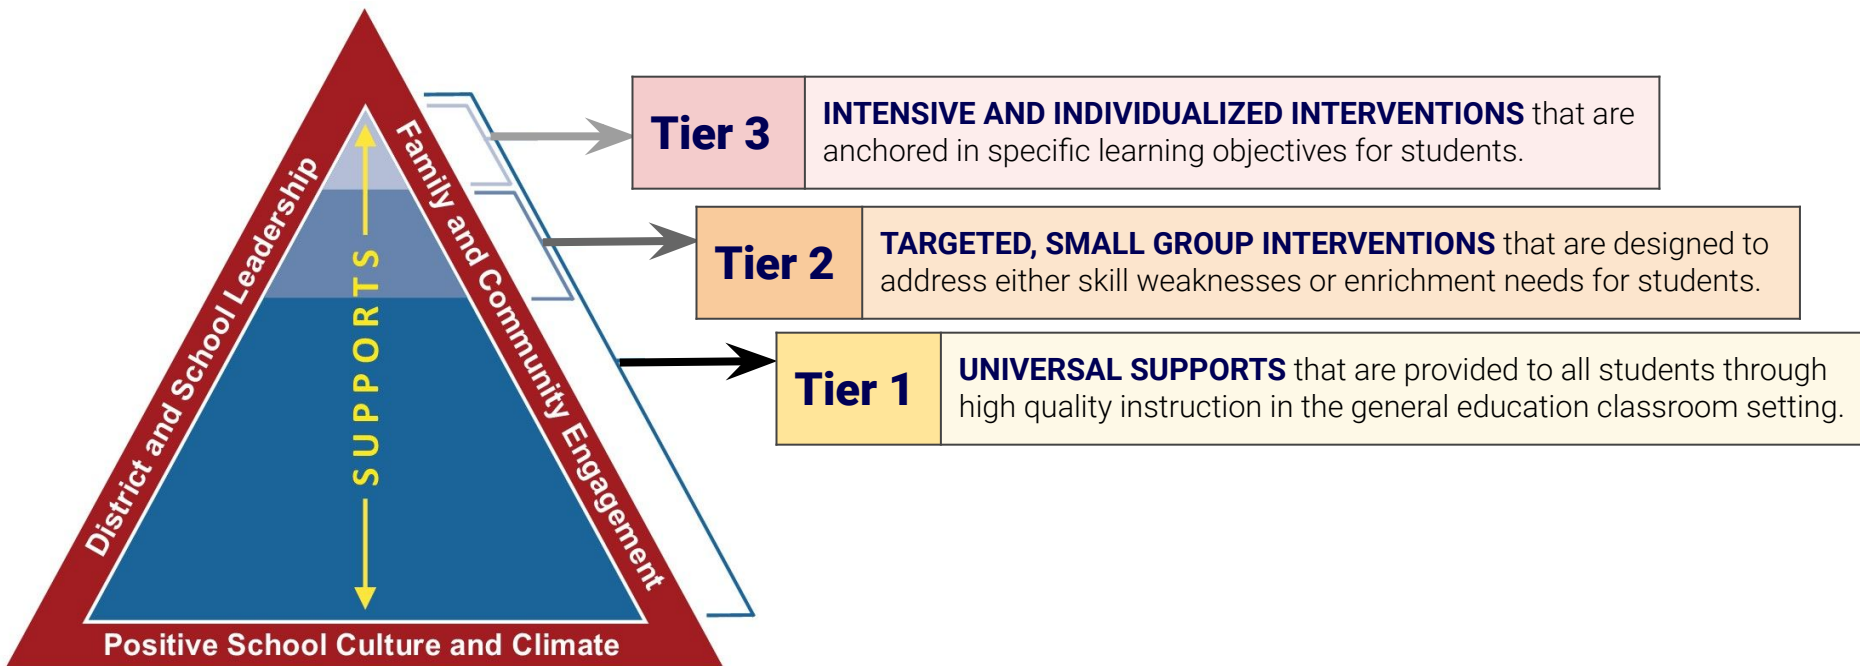 District and School Leadership
Family and Community Engagement
SUPPORTS
Positive School Culture and Climate
Tier 3
INTENSIVE AND INDIVIDUALIZED INTERVENTIONS that are
anchored in specific learning objectives for students.
Tier 2
TARGETED, SMALL GROUP INTERVENTIONS that are designed to
address either skill weaknesses or enrichment needs for students.
Tier 1
UNIVERSAL SUPPORTS that are provided to all students through
high quality instruction in the general education classroom setting.